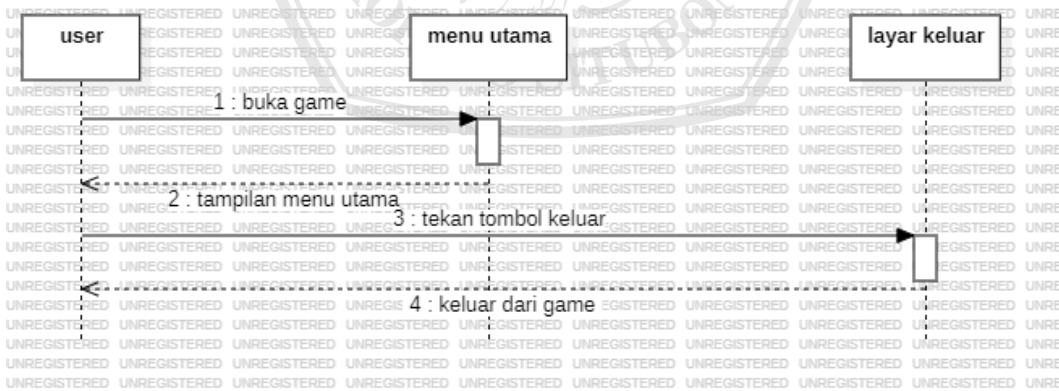 user
menu utama
layar keluar
1 : buka game
2 : tampilan menu utama
3 : tekan tombol keluar
4 : keluar dari game
UNREGISTERED